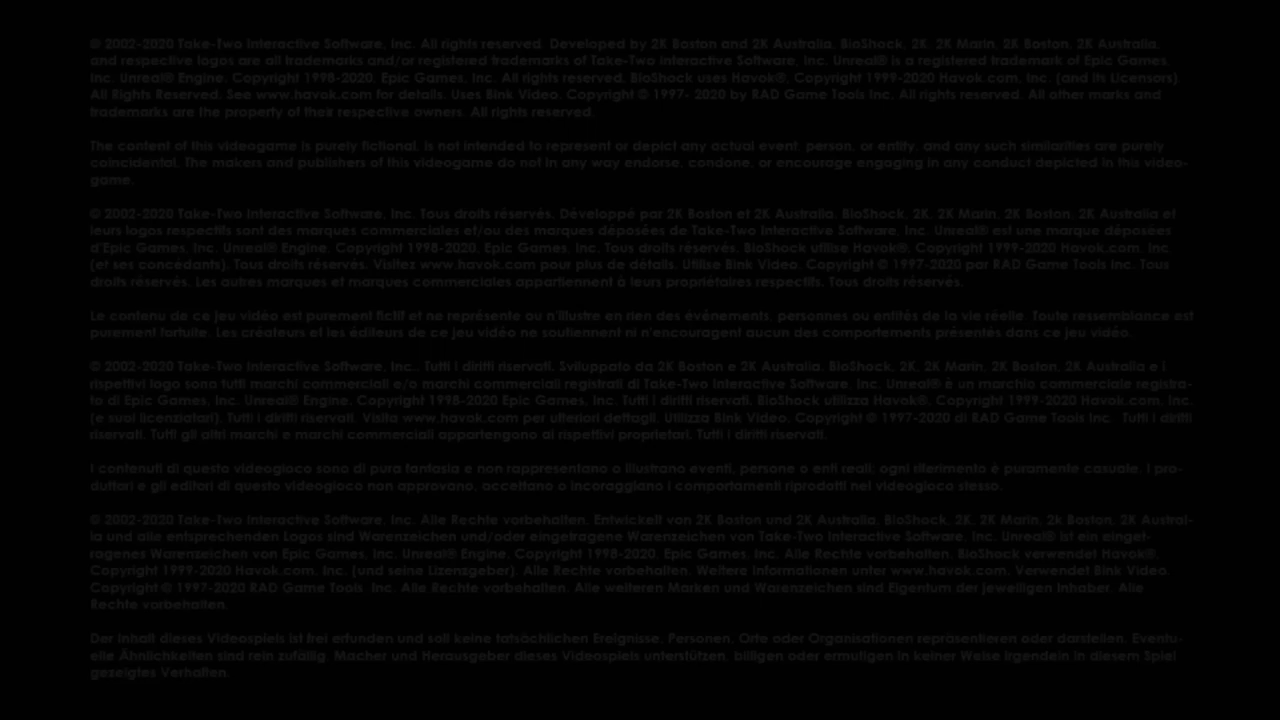 © 2002-2020 Take-Two Interactive Software, Inc. All rights reserved. Developed by 2K Boston and 2K Australia. BioShock, 2K, 2K Marin, 2K Boston, 2K Australia,
and respective logos are all trademarks and/or registered trademarks of Take-Two Interactive Software, Inc. Unreal® is a registered trademark of Epic Games,
Inc. Unreal® Engine, Copyright 1998-2020, Epic Games, Inc. All rights reserved. BioShock uses Havok®, Copyright 1999-2020 Havok.com, Inc. (and its Licensors).
All Rights Reserved. See www.havok.com for details. Uses Bink Video. Copyright © 1997- 2020 by RAD Game Tools Inc. All rights reserved. All other marks and
trademarks are the property of their respective owners. All rights reserved.
The content of this videogame is purely fictional, is not intended to represent or depict any actual event, person, or entity, and any such similarities are purely
coincidental. The makers and publishers of this videogame do not in any way endorse, condone, or encourage engaging in any conduct depicted in this video-
game.
© 2002-2020 Take-Two Interactive Software, Inc. Tous droits réservés. Développé par 2K Boston et 2K Australia. BioShock, 2K, 2K Marin, 2K Boston, 2K Australia et
leurs logos respectifs sont des marques commerciales et/ou des marques déposées de Take-Two Interactive Software, Inc. Unreal® est une marque déposées
d'Epic Games, Inc. Unreal® Engine, Copyright 1998-2020, Epic Games, Inc. Tous droits réservés. BioShock utilise Havok®, Copyright 1999-2020 Havok.com, Inc
(et ses concédants). Tous droits réservés. Visitez www.havok.com pour plus de détails. Utilise Bink Video. Copyright © 1997-2020 par RAD Game Tools Inc. Tous
droits réservés. Les autres marques et marques commerciales appartiennent à leurs propriétaires respectifs. Tous droits réservés.
Le contenu de ce jeu vidéo est purement fictif et ne représente ou n'illustre en rien des événements, personnes ou entités de la vie réelle. Toute ressemblance est
purement fortuite. Les créateurs et les éditeurs de ce jeu vidéo ne soutiennent ni n'encouragent aucun des comportements présentés dans ce jeu vidéo.
© 2002-2020 Take-Two Interactive Software, Inc.. Tutti i diritti riservati. Sviluppato da 2K Boston e 2K Australia. BioShock, 2K, 2K Marin, 2K Boston, 2K Australia e i
rispettivi logo sono tutti marchi commerciali e/o marchi commerciali registrati di Take-Two Interactive Software, Inc. Unreal® è un marchio commerciale registra-
to di Epic Games, Inc. Unreal® Engine, Copyright 1998-2020 Epic Games, Inc. Tutti i diritti riservati. BioShock utilizza Havok®, Copyright 1999-2020 Havok.com, Inc.
(e suoi licenziatari). Tutti i diritti riservati. Visita www.havok.com per ulteriori dettagli. Utilizza Bink Video. Copyright © 1997-2020 di RAD Game Tools Inc. Tutti i diritti
riservati. Tutti gli altri marchi e marchi commerciali appartengono ai rispettivi proprietari. Tutti i diritti riservati.
I contenuti di questo videogioco sono di pura fantasia e non rappresentano o illustrano eventi, persone o enti reali; ogni riferimento è puramente casuale. I pro-
duttori e gli editori di questo videogioco non approvano, accettano o incoraggiano i comportamenti riprodotti nel videogioco stesso.
© 2002-2020 Take-Two Interactive Software, Inc. Alle Rechte vorbehalten. Entwickelt von 2K Boston und 2K Australia. BioShock, 2K, 2K Marin, 2k Boston, 2K Austral-
ia und alle entsprechenden Logos sind Warenzeichen und/oder eingetragene Warenzeichen von Take-Two Interactive Software, Inc. Unreal® ist ein einget-
ragenes Warenzeichen von Epic Games, Inc. Unreal® Engine, Copyright 1998-2020, Epic Games, Inc. Alle Rechte vorbehalten. BioShock verwendet Havok®,
Copyright 1999-2020 Havok.com, Inc. (und seine Lizenzgeber). Alle Rechte vorbehalten. Weitere Informationen unter www.havok.com. Verwendet Bink Video.
Copyright © 1997-2020 RAD Game Tools, Inc. Alle Rechte vorbehalten. Alle weiteren Marken und Warenzeichen sind Eigentum der jeweiligen Inhaber. Alle
Rechte vorbehalten.
Der Inhalt dieses Videospiels ist frei erfunden und soll keine tatsächlichen Ereignisse, Personen, Orte oder Organisationen repräsentieren oder darstellen. Eventu-
elle Ähnlichkeiten sind rein zufällig. Macher und Herausgeber dieses Videospiels unterstützen, billigen oder ermutigen in keiner Weise irgendein in diesem Spiel
gezeigtes Verhalten.